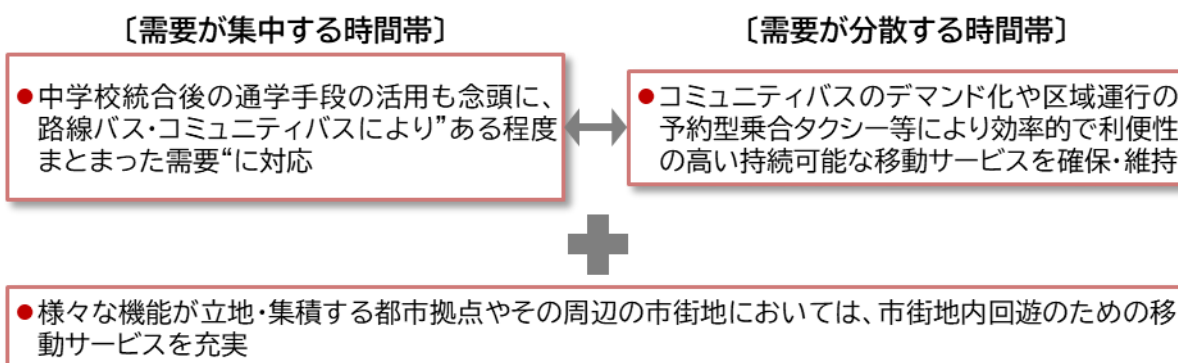 〔需要が集中する時間帯〕
●中学校統合後の通学手段の活用も念頭に、
路線バス・コミュニティバスにより”ある程度
まとまった需要“に対応
〔需要が分散する時間帯〕
●コミュニティバスのデマンド化や区域運行の
予約型乗合タクシー等により効率的で利便性
の高い持続可能な移動サービスを確保・維持
●様々な機能が立地・集積する都市拠点やその周辺の市街地においては、市街地内回遊のための移
動サービスを充実